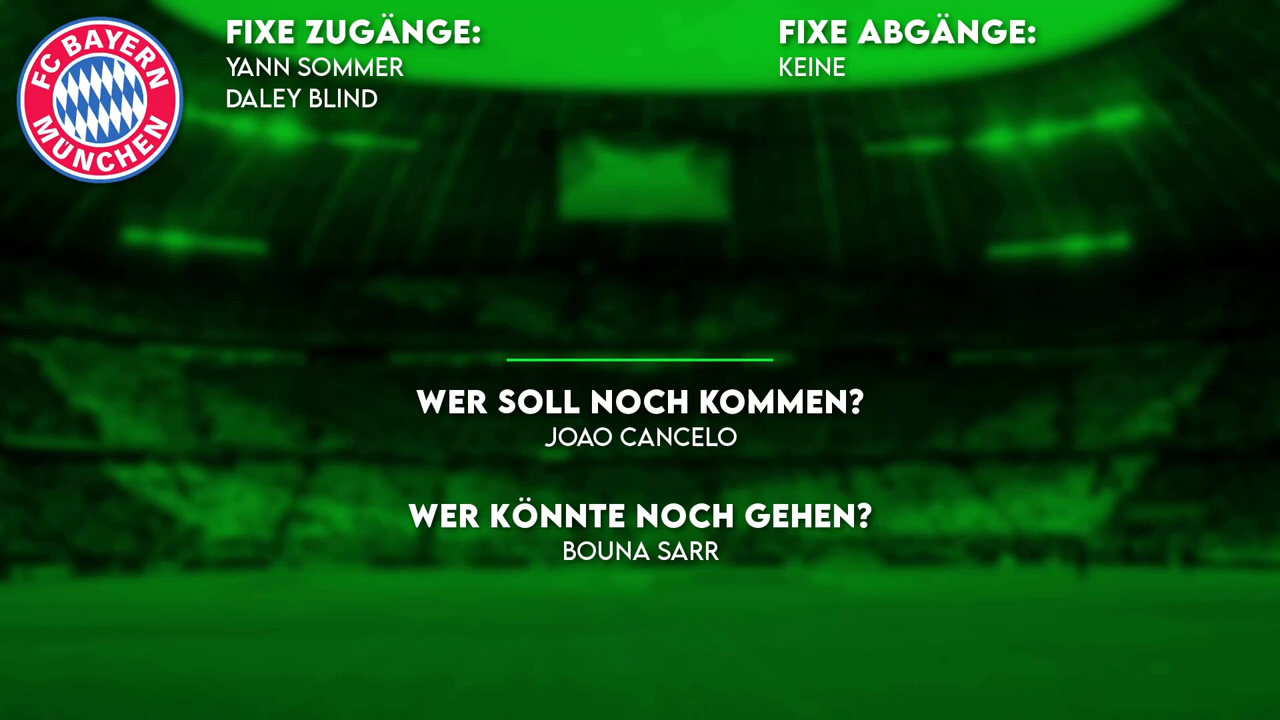 FC BAYERN
MÜNCHEN
FIXE ZUGÄNGE:
YANN SOMMER
DALEY BLIND
FIXE ABGÄNGE:
KEINE
WER SOLL NOCH KOMMEN?
JOAO CANCELO
WER KÖNNTE NOCH GEHEN?
BOUNA SARR